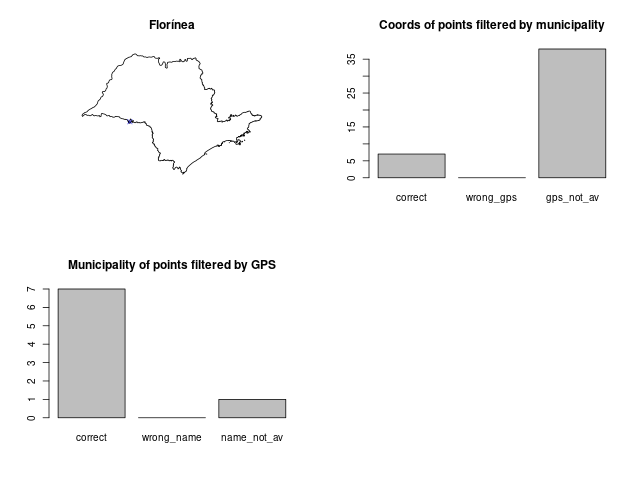 Florínea
Coords of points filtered by municipality
35
25
15
5
0
correct wrong_gps gps_not_av
Municipality of points filtered by GPS
7
6
5
4
3
2
1
0
correct wrong_name name_not_av